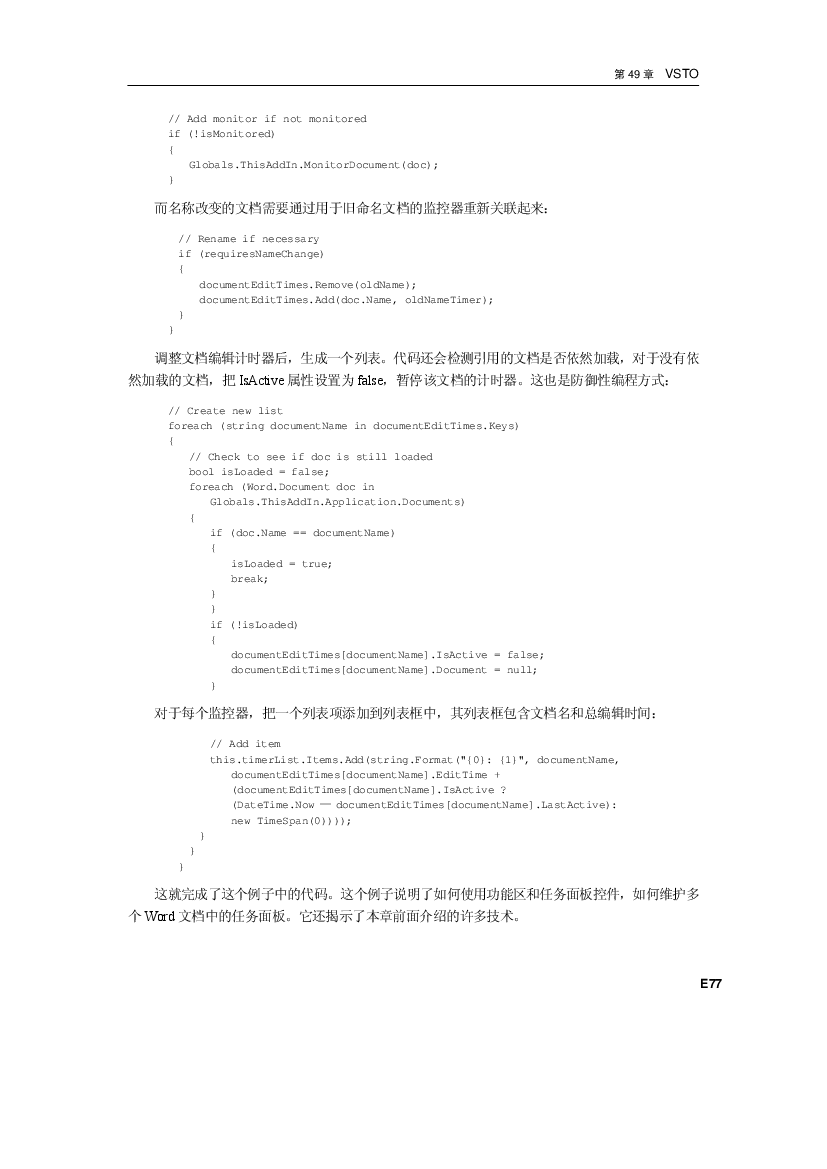 第 49 章 VSTO
// Add monitor if not monitored
if (!isMonitored)
{
Globals.ThisAddIn.MonitorDocument(doc);
}
而名称改变的文档需要通过用于旧命名文档的监控器重新关联起来：
// Rename if necessary
if (requiresNameChange)
{
documentEditTimes.Remove(oldName);
documentEditTimes.Add(doc.Name, oldNameTimer);
}
}
调整文档编辑计时器后，生成一个列表。代码还会检测引用的文档是否依然加载，对于没有依
然加载的文档，把 IsActive 属性设置为 false，暂停该文档的计时器。这也是防御性编程方式：
// Create new list
foreach (string documentName in documentEditTimes.Keys)
{
// Check to see if doc is still loaded
bool isLoaded = false;
foreach (Word.Document doc in
Globals.ThisAddIn.Application.Documents)
{
if (doc.Name == documentName)
{
isLoaded = true;
break;
}
}
if (!isLoaded)
{
documentEditTimes[documentName].IsActive = false;
documentEditTimes[documentName].Document = null;
}
对于每个监控器，把一个列表项添加到列表框中，其列表框包含文档名和总编辑时间：
// Add item
this.timerList.Items.Add(string.Format("{0}: {1}", documentName,
documentEditTimes[documentName].EditTime +
(documentEditTimes[documentName].IsActive ?
(DateTime.Now — documentEditTimes[documentName].LastActive):
new TimeSpan(0))));
}
}
}
这就完成了这个例子中的代码。这个例子说明了如何使用功能区和任务面板控件，如何维护多
个 Word 文档中的任务面板。它还揭示了本章前面介绍的许多技术。
E77